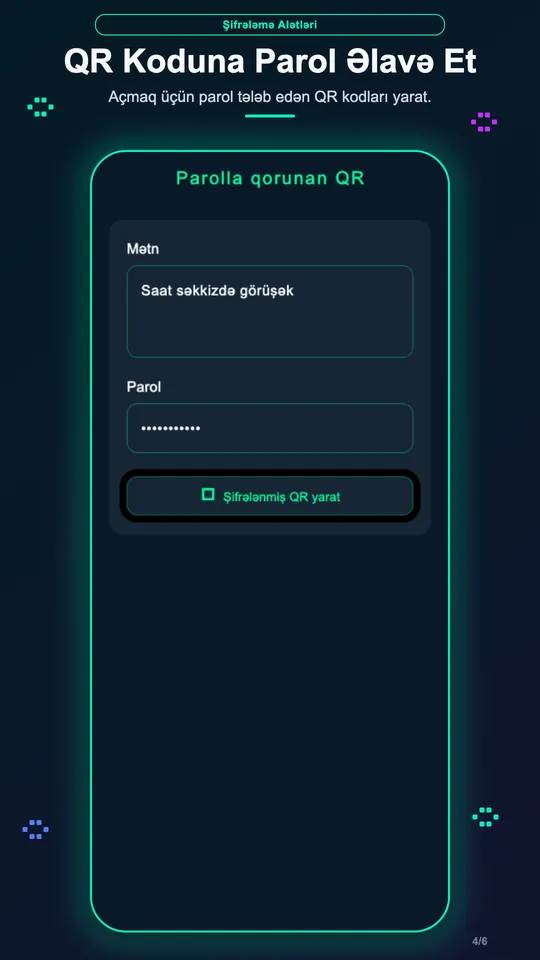 Şifrələmə Alətləri
QR Koduna Parol Əlavə Et
Açmaq üçün parol tələb edən QR kodları yarat.
Parolla qorunan QR
Mətn
Saat səkkizdə görüşək
Parol
•••••••••••
Şifrələnmiş QR yarat
4/6